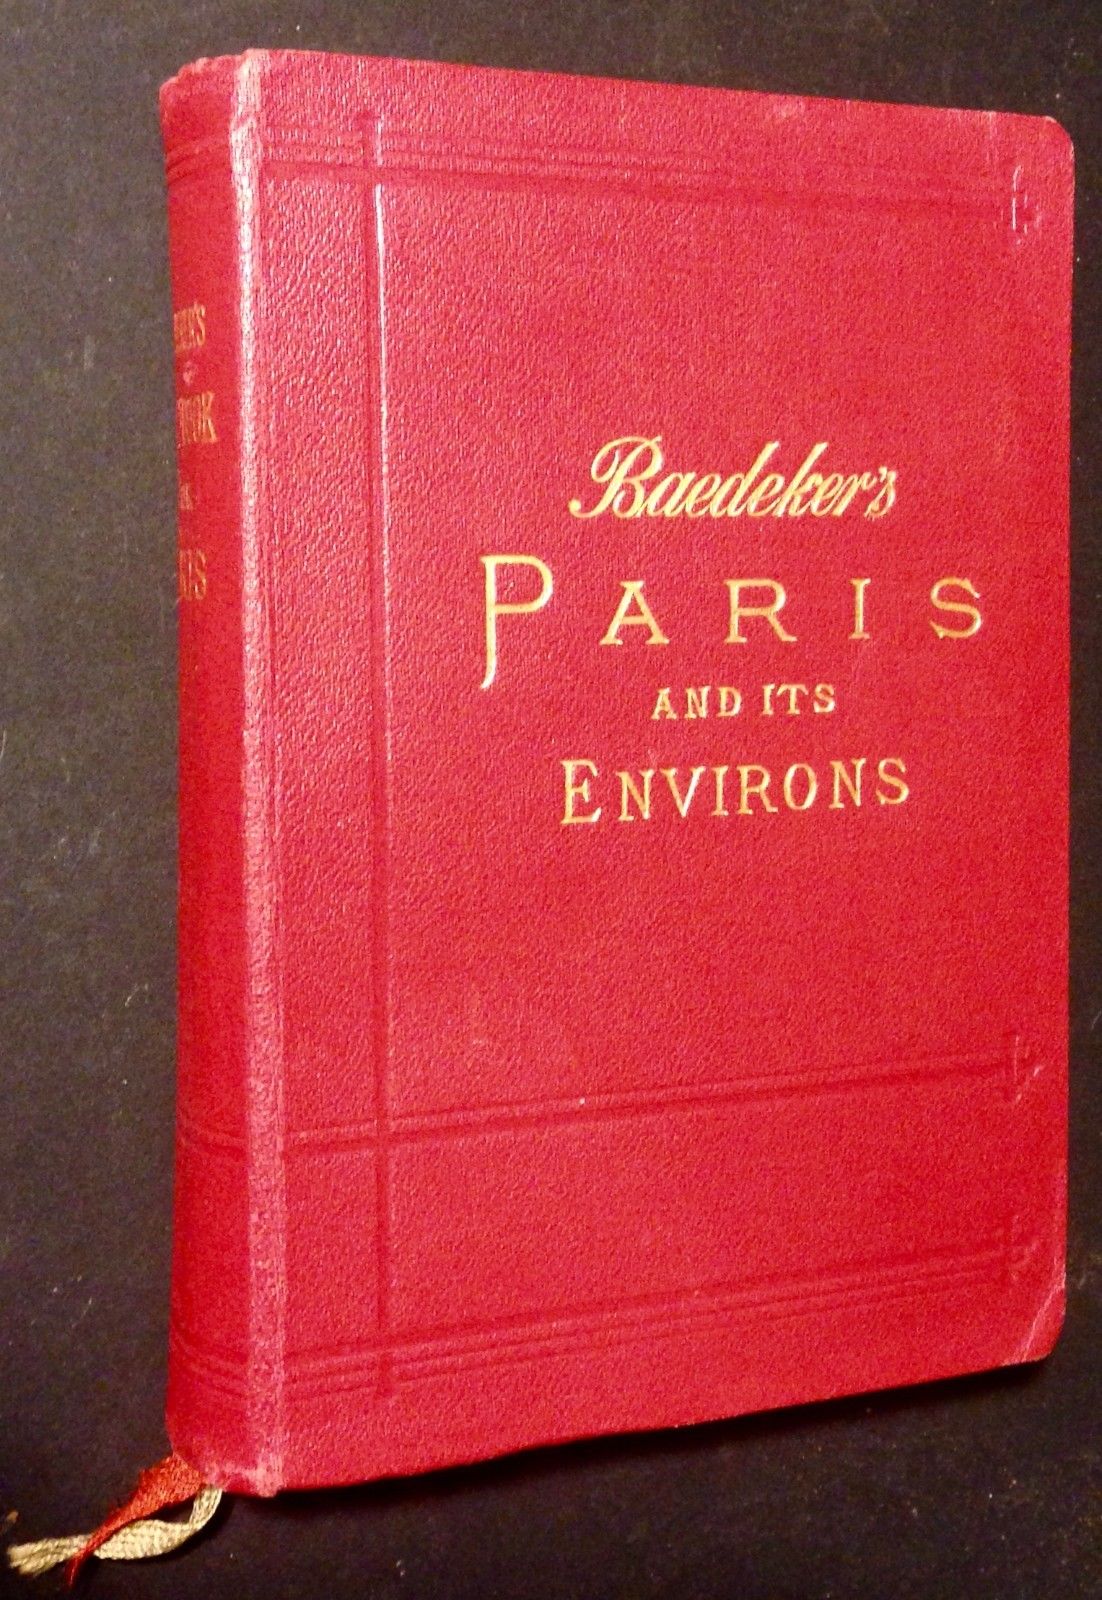 Baedeker's
PARIS
AND ITS
ENVIRONS